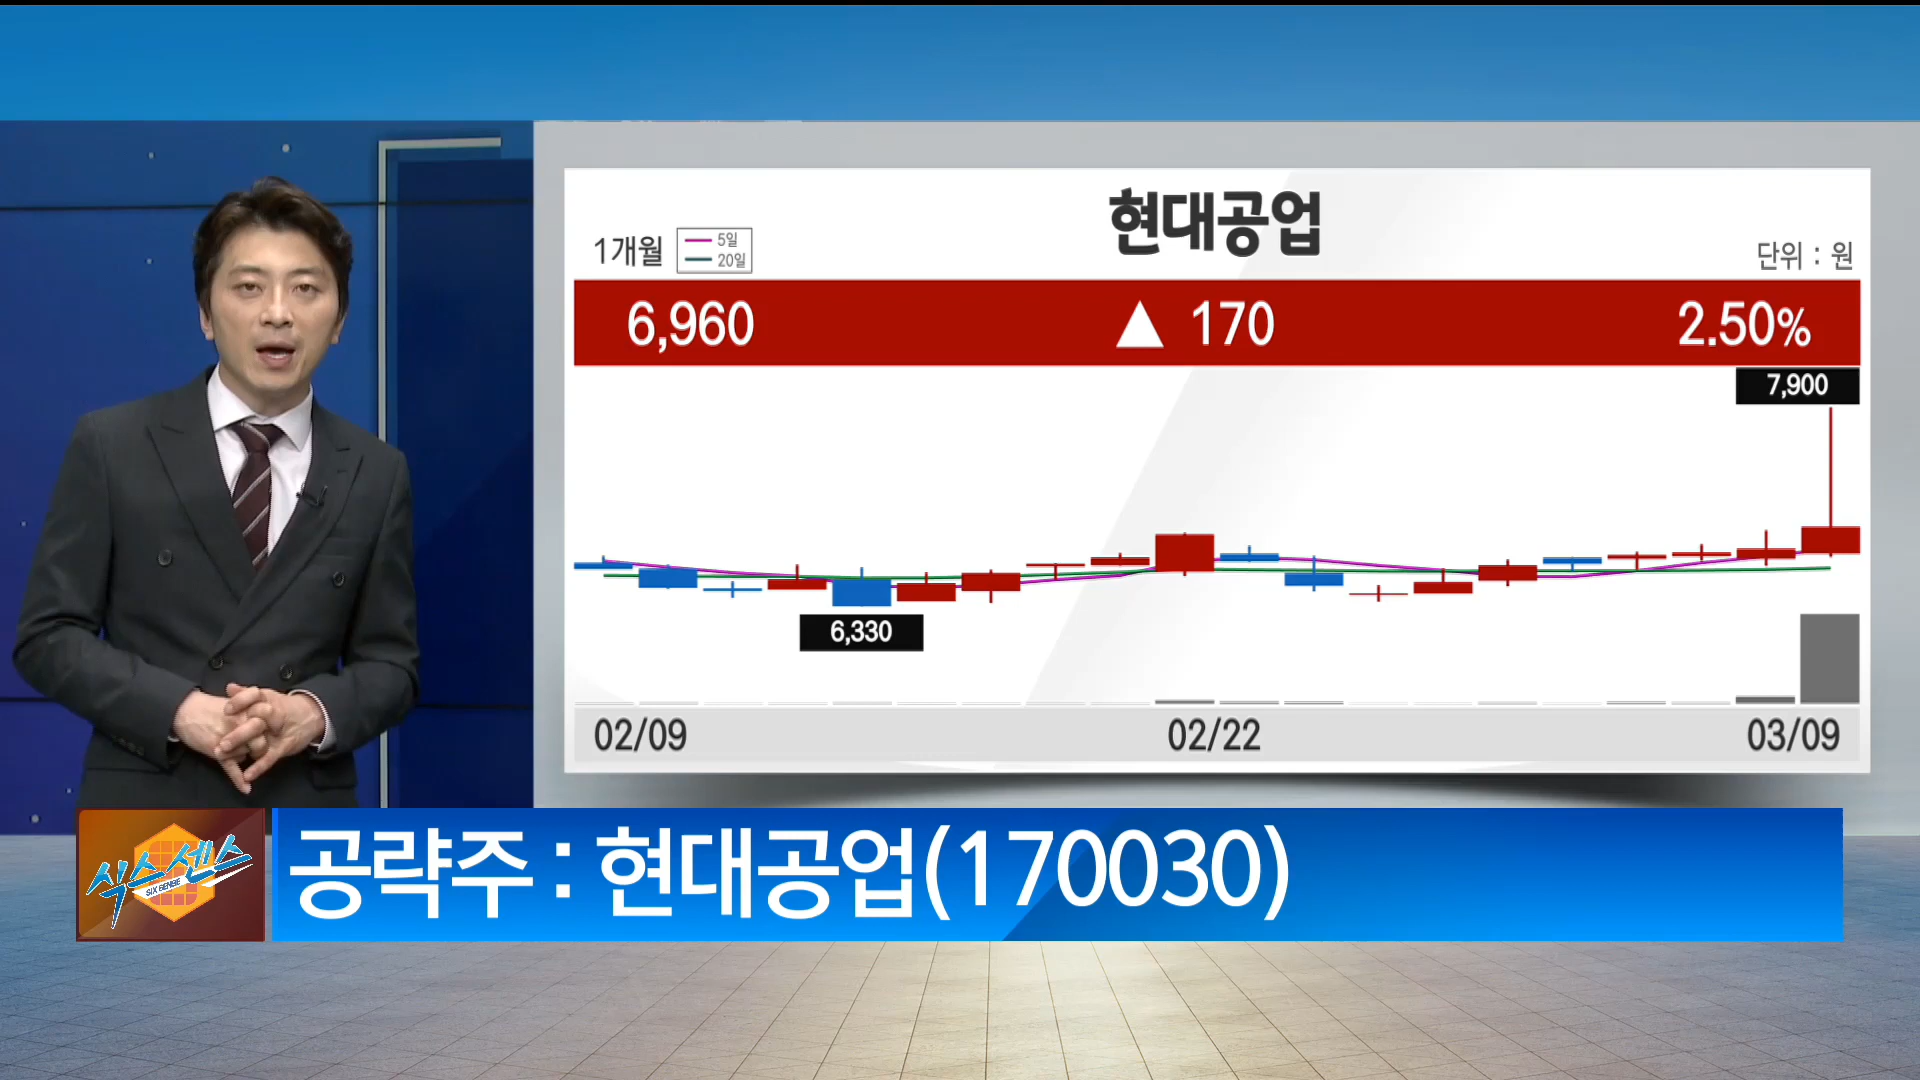 현대공업
1개월
5일
20일
단위 : 원
6,960 ▲ 170 2.50%
7,900
6,330
02/09 02/22 03/09
식스센스
SIX SENSE
공략주 : 현대공업(170030)